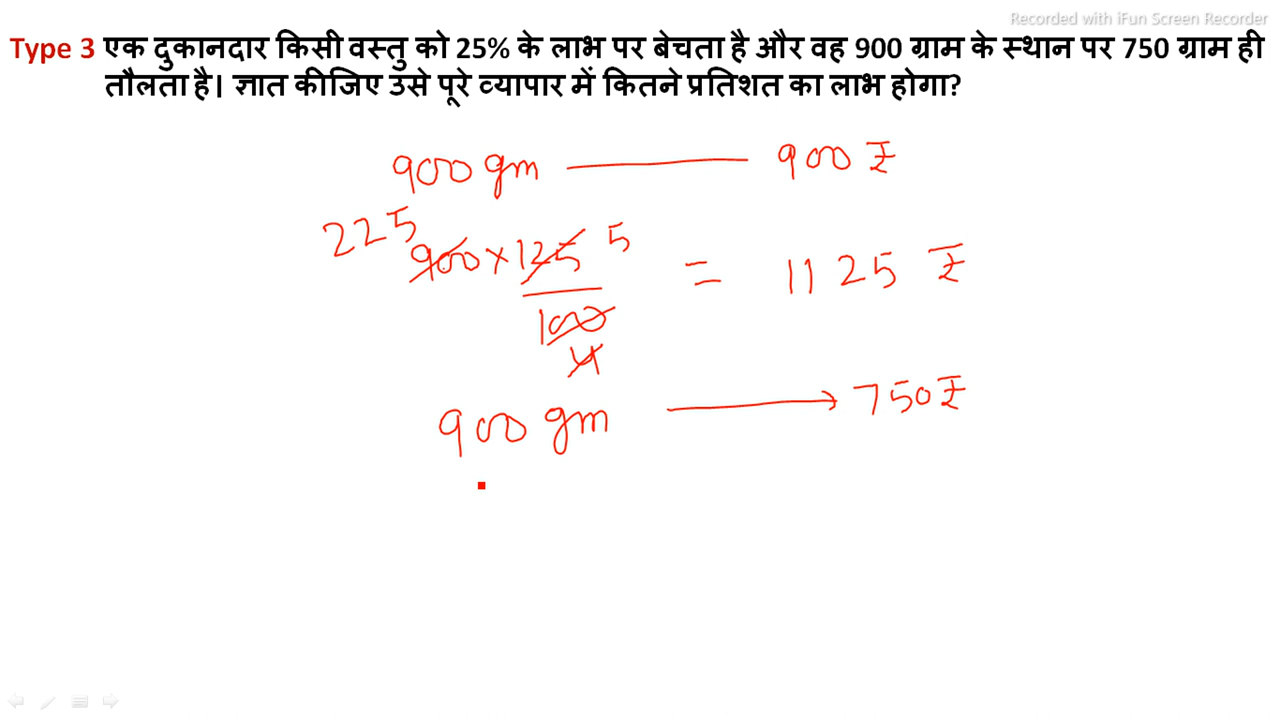 Recorded with iFun Screen Recorder
Type 3 एक दुकानदार किसी वस्तु को 25% के लाभ पर बेचता है और वह 900 ग्राम के स्थान पर 750 ग्राम ही
तौलता है। ज्ञात कीजिए उसे पूरे व्यापार में कितने प्रतिशत का लाभ होगा?
900 gm — 900 ₹
225 5
900 × 125 = 1125 ₹
100
4
900 gm → 750 ₹